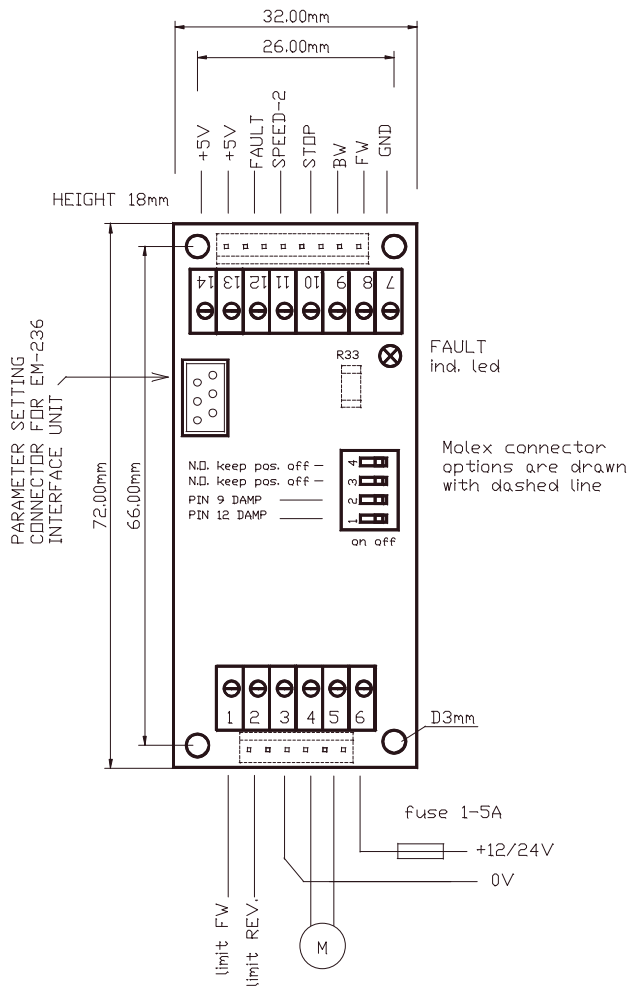 32.00mm
26.00mm
+5V
+5V
FAULT
SPEED-2
STOP
BW
FW
GND
HEIGHT 18mm
14 13 12 11 10 9 8 7
R33
FAULT
ind. led
PARAMETER SETTING
CONNECTOR FOR EM-236
INTERFACE UNIT
72.00mm
66.00mm
Molex connector
options are drawn
with dashed line
N.O. keep pos. off
N.O. keep pos. off
PIN 9 DAMP
PIN 12 DAMP
4
3
2
1
on off
1 2 3 4 5 6
D3mm
fuse 1-5A
+12/24V
0V
limit FW
limit REV.
M